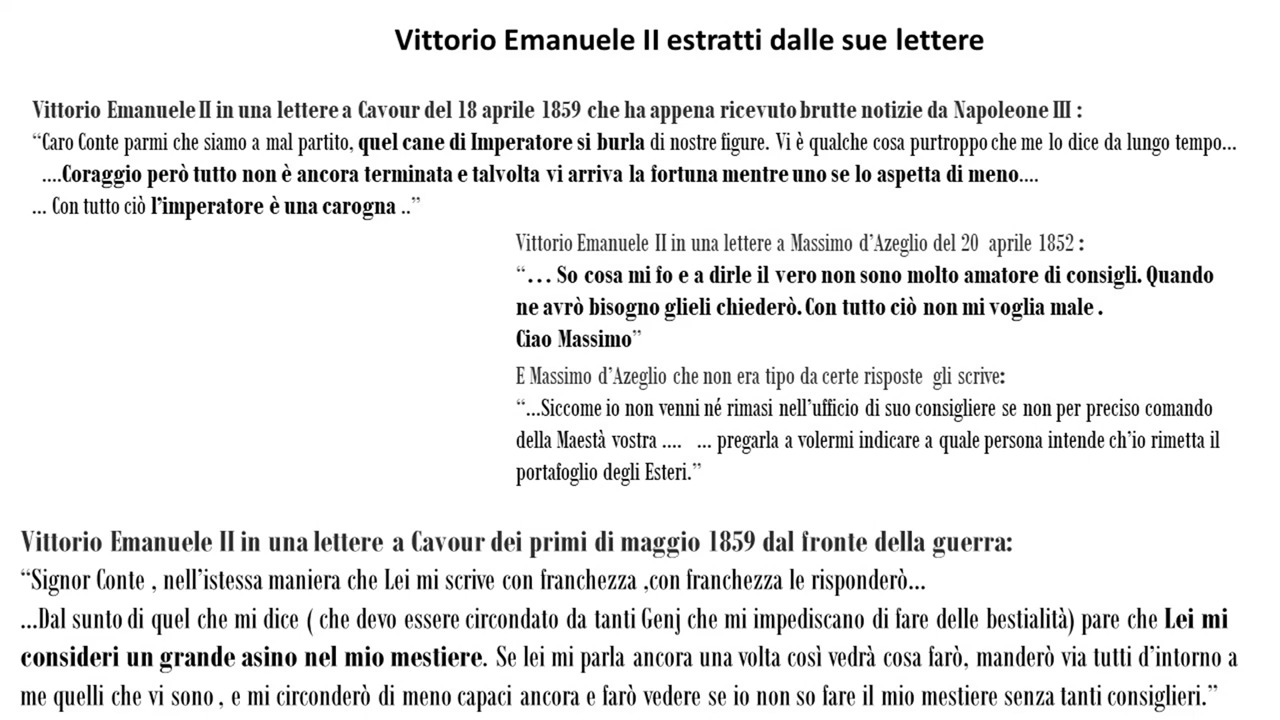 Vittorio Emanuele II estratti dalle sue lettere
Vittorio Emanuele II in una lettere a Cavour del 18 aprile 1859 che ha appena ricevuto brutte notizie da Napoleone III :
“Caro Conte parmi che siamo a mal partito, quel cane di Imperatore si burla di nostre figure. Vi è qualche cosa purtroppo che me lo dice da lungo tempo...
....Coraggio però tutto non è ancora terminata e talvolta vi arriva la fortuna mentre uno se lo aspetta di meno....
... Con tutto ciò l’imperatore è una carogna ..”
Vittorio Emanuele II in una lettere a Massimo d’Azeglio del 20 aprile 1852 :
“... So cosa mi fo e a dirle il vero non sono molto amatore di consigli. Quando
ne avrò bisogno glieli chiederò. Con tutto ciò non mi voglia male .
Ciao Massimo”
E Massimo d’Azeglio che non era tipo da certe risposte gli scrive:
“...Siccome io non venni né rimasi nell’ufficio di suo consigliere se non per preciso comando
della Maestà vostra .... ... pregarla a volermi indicare a quale persona intende ch’io rimetta il
portafoglio degli Esteri.”
Vittorio Emanuele II in una lettere a Cavour dei primi di maggio 1859 dal fronte della guerra:
“Signor Conte , nell’istessa maniera che Lei mi scrive con franchezza ,con franchezza le risponderò...
...Dal sunto di quel che mi dice ( che devo essere circondato da tanti Genj che mi impediscano di fare delle bestialità) pare che Lei mi
consideri un grande asino nel mio mestiere. Se lei mi parla ancora una volta così vedrà cosa farò, manderò via tutti d’intorno a
me quelli che vi sono , e mi circonderò di meno capaci ancora e farò vedere se io non so fare il mio mestiere senza tanti consiglieri.”